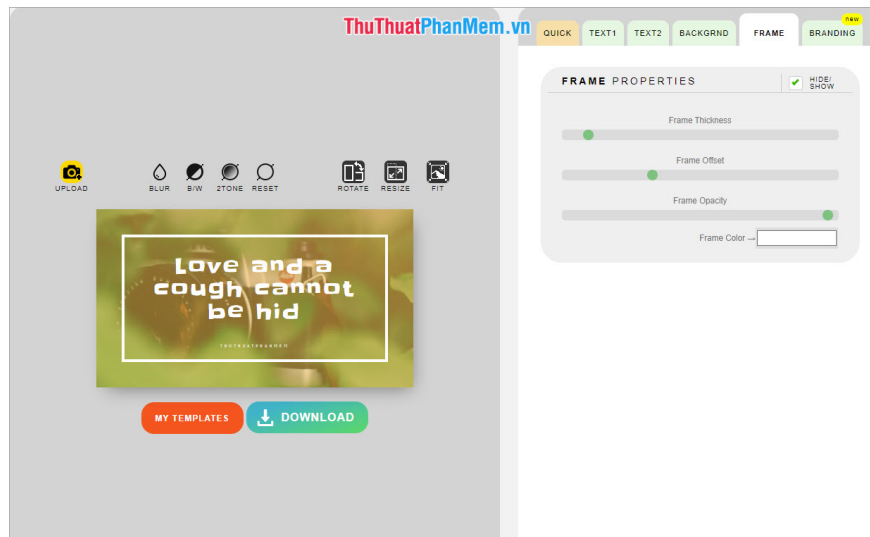 ThuThuatPhanMem.vn
new
QUICK TEXT1 TEXT2 BACKGRND FRAME BRANDING
FRAME PROPERTIES
HIDE/
SHOW
Frame Thickness
Frame Offset
Frame Opacity
Frame Color
UPLOAD BLUR B/W 2TONE RESET ROTATE RESIZE FIT
Love and a
cough cannot
be hid
THUTHUATPHANMEM
MY TEMPLATES DOWNLOAD